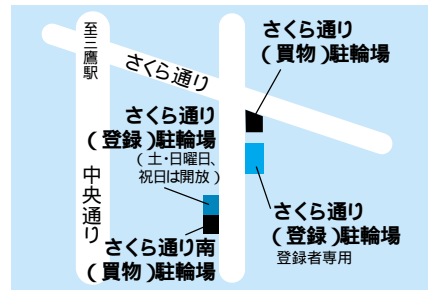 至三鷹駅
さくら通り
さくら通り
（買物）駐輪場
さくら通り
（登録）駐輪場
（土・日曜日、
祝日は開放）
中央通り
さくら通り
（登録）駐輪場
登録者専用
さくら通り南
（買物）駐輪場